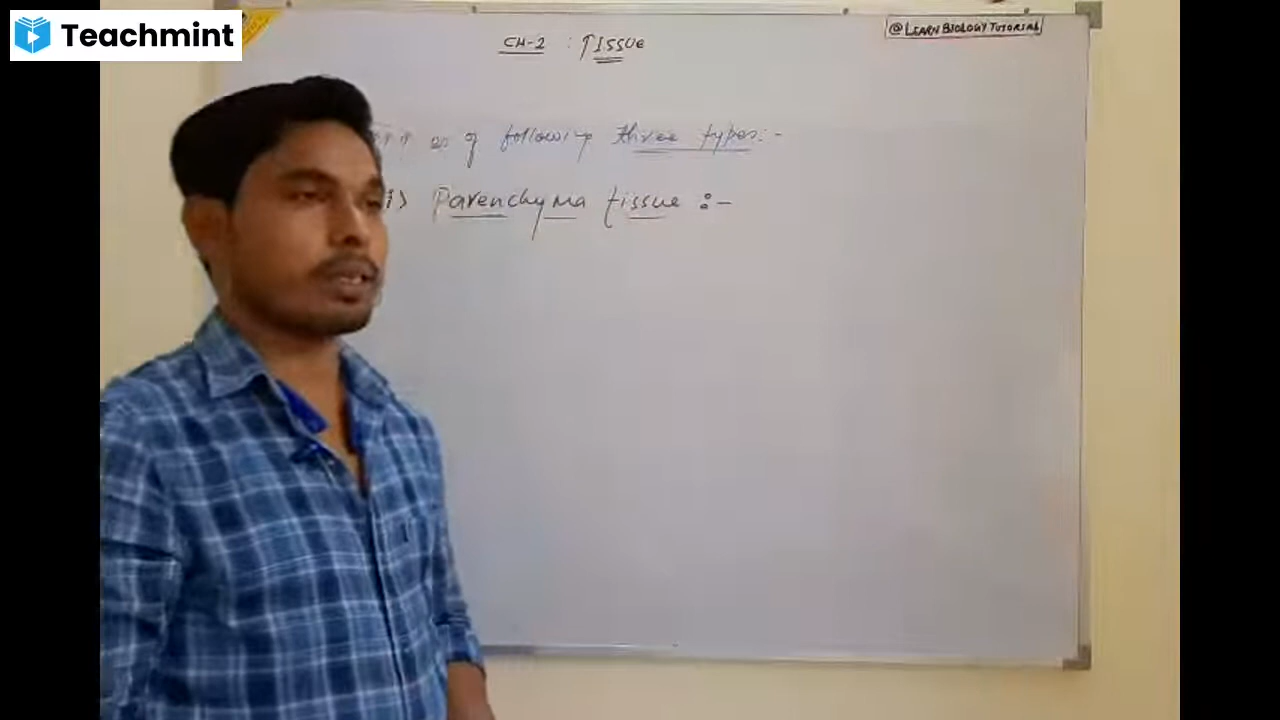 Teachmint
@LEARN BIOLOGY TUTORIAL
CH-2 : TISSUE
of following three types:-
i) Parenchyma tissue :-